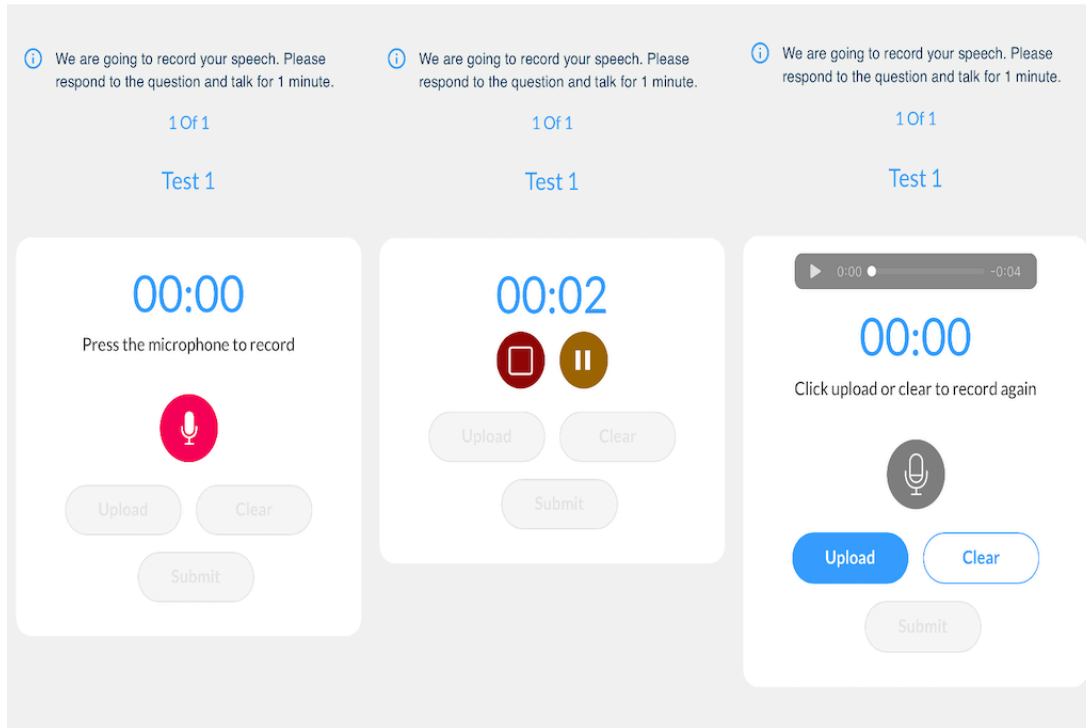 We are going to record your speech. Please
respond to the question and talk for 1 minute.
1 Of 1
Test 1
00:00
Press the microphone to record
Upload
Clear
Submit
We are going to record your speech. Please
respond to the question and talk for 1 minute.
1 Of 1
Test 1
00:02
Upload
Clear
Submit
We are going to record your speech. Please
respond to the question and talk for 1 minute.
1 Of 1
Test 1
0:00
-0:04
00:00
Click upload or clear to record again
Upload
Clear
Submit